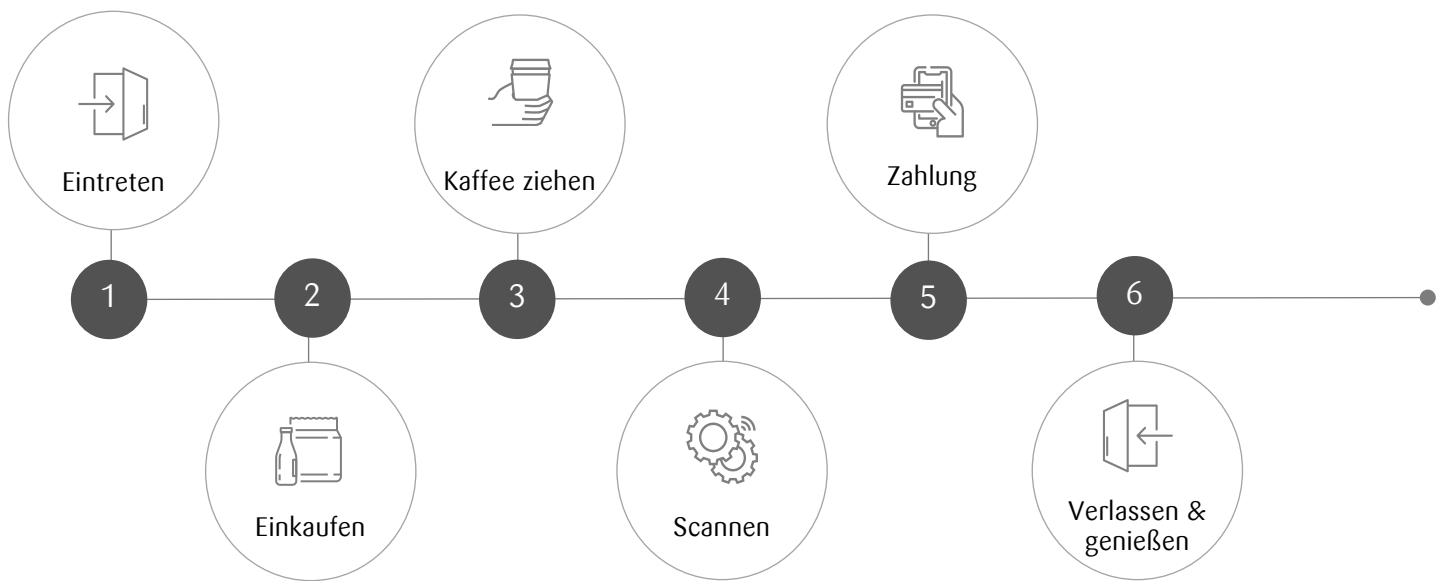 Eintreten
Kaffee ziehen
Zahlung
1
2
3
4
5
6
Einkaufen
Scannen
Verlassen &
genießen